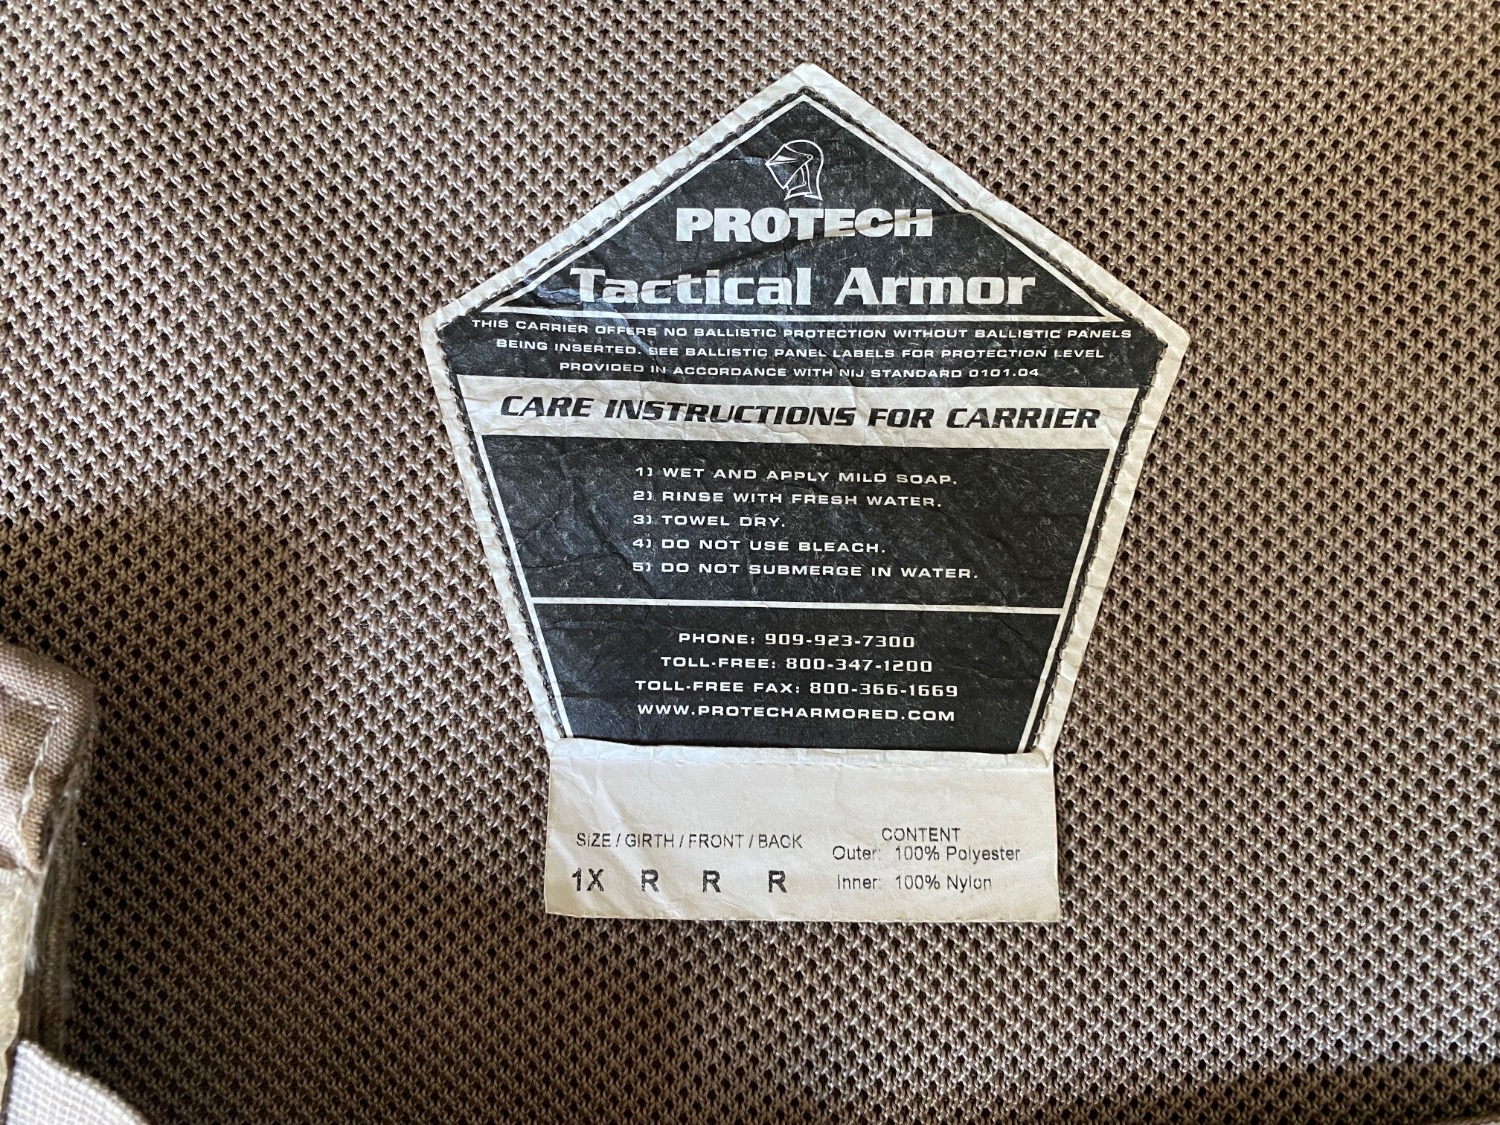 PROTECH
Tactical Armor
THIS CARRIER OFFERS NO BALLISTIC PROTECTION WITHOUT BALLISTIC PANELS
BEING INSERTED. SEE BALLISTIC PANEL LABELS FOR PROTECTION LEVEL
PROVIDED IN ACCORDANCE WITH NIJ STANDARD 0101.04
CARE INSTRUCTIONS FOR CARRIER
1) WET AND APPLY MILD SOAP.
2) RINSE WITH FRESH WATER.
3) TOWEL DRY.
4) DO NOT USE BLEACH.
5) DO NOT SUBMERGE IN WATER.
PHONE: 909-923-7300
TOLL-FREE: 800-347-1200
TOLL-FREE FAX: 800-366-1669
WWW.PROTECHARMORED.COM
SIZE / GIRTH / FRONT / BACK
1X R R R
CONTENT
Outer: 100% Polyester
Inner: 100% Nylon